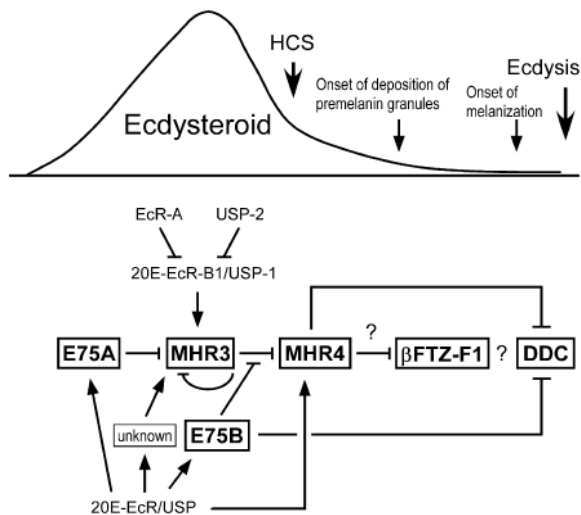 HCS
Ecdysis
Onset of deposition of
premelanin granules
Onset of
melanization
Ecdysteroid
EcR-A
USP-2
20E-EcR-B1/USP-1
?
E75A
MHR3
MHR4
βFTZ-F1
?
DDC
unknown
E75B
20E-EcR/USP